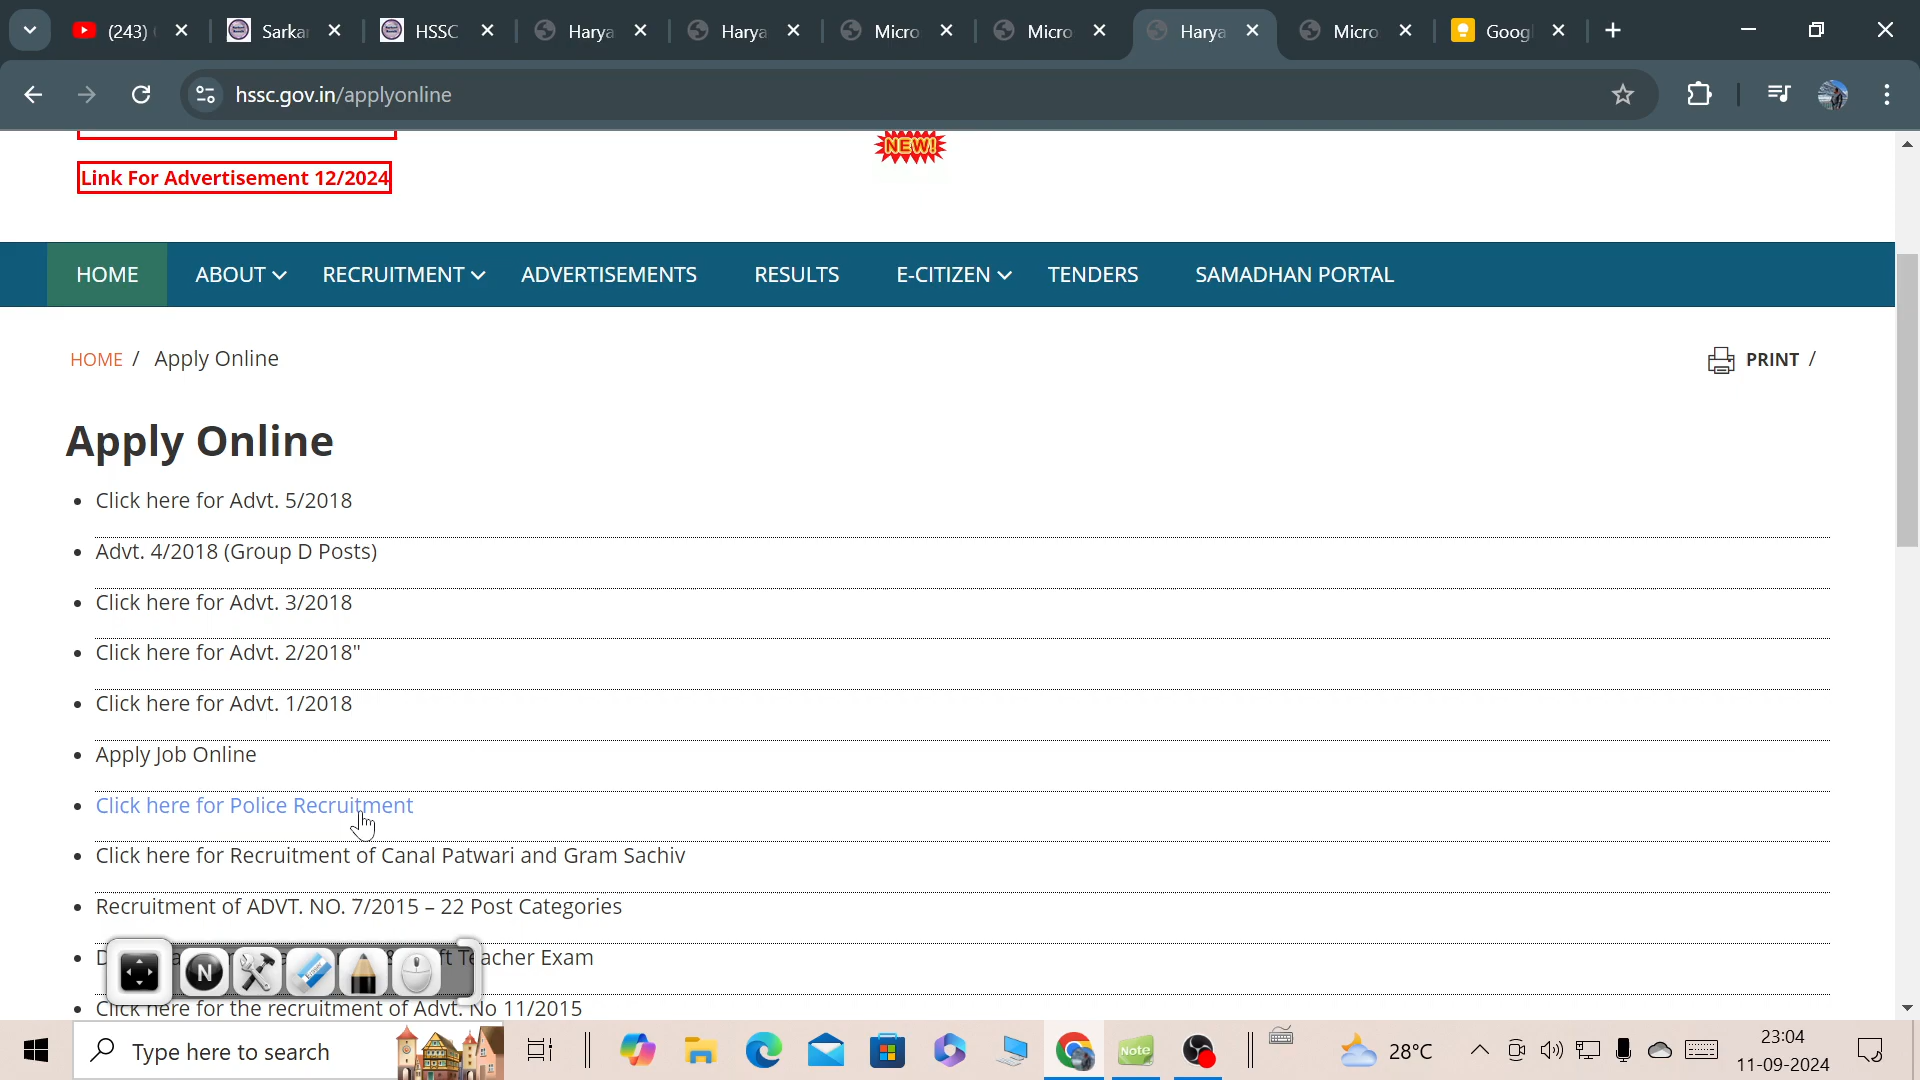 (243)
Sarka
HSSC
Harya
Harya
Micro
Micro
Harya
Micro
Goog
hssc.gov.in/applyonline
NEW!
Link For Advertisement 12/2024
HOME
ABOUT
RECRUITMENT
ADVERTISEMENTS
RESULTS
E-CITIZEN
TENDERS
SAMADHAN PORTAL
HOME / Apply Online
PRINT /
Apply Online
Click here for Advt. 5/2018
Advt. 4/2018 (Group D Posts)
Click here for Advt. 3/2018
Click here for Advt. 2/2018"
Click here for Advt. 1/2018
Apply Job Online
Click here for Police Recruitment
Click here for Recruitment of Canal Patwari and Gram Sachiv
Recruitment of ADVT. NO. 7/2015 – 22 Post Categories
Exam
Click here for the recruitment of Advt. No 11/2015
N
Type here to search
Note
28°C
23:04
11-09-2024